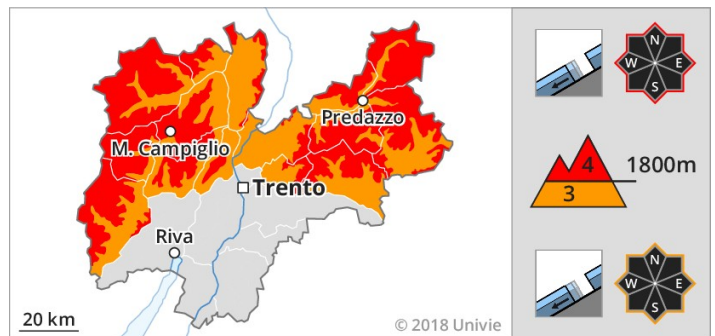 N
W E
S
Predazzo
M. Campiglio
4 1800m
3
Trento
Riva
N
W E
S
20 km
© 2018 Univie